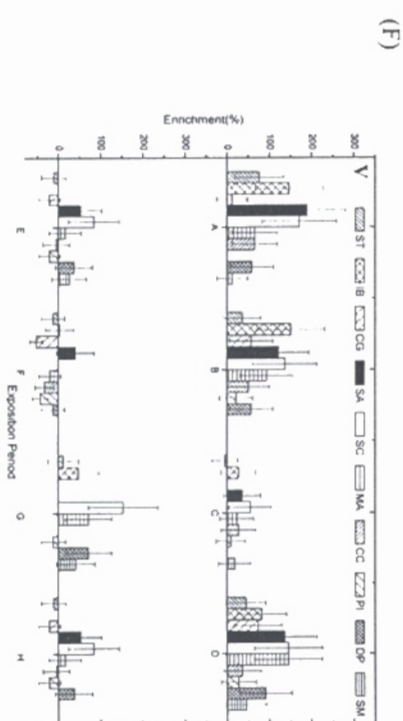 (F)
V ST IB CG SA SC MA CC PI DP SM
Enrichment(%)
0 100 200 300
A B C D
0 100 200
E F G H
Exposition Period